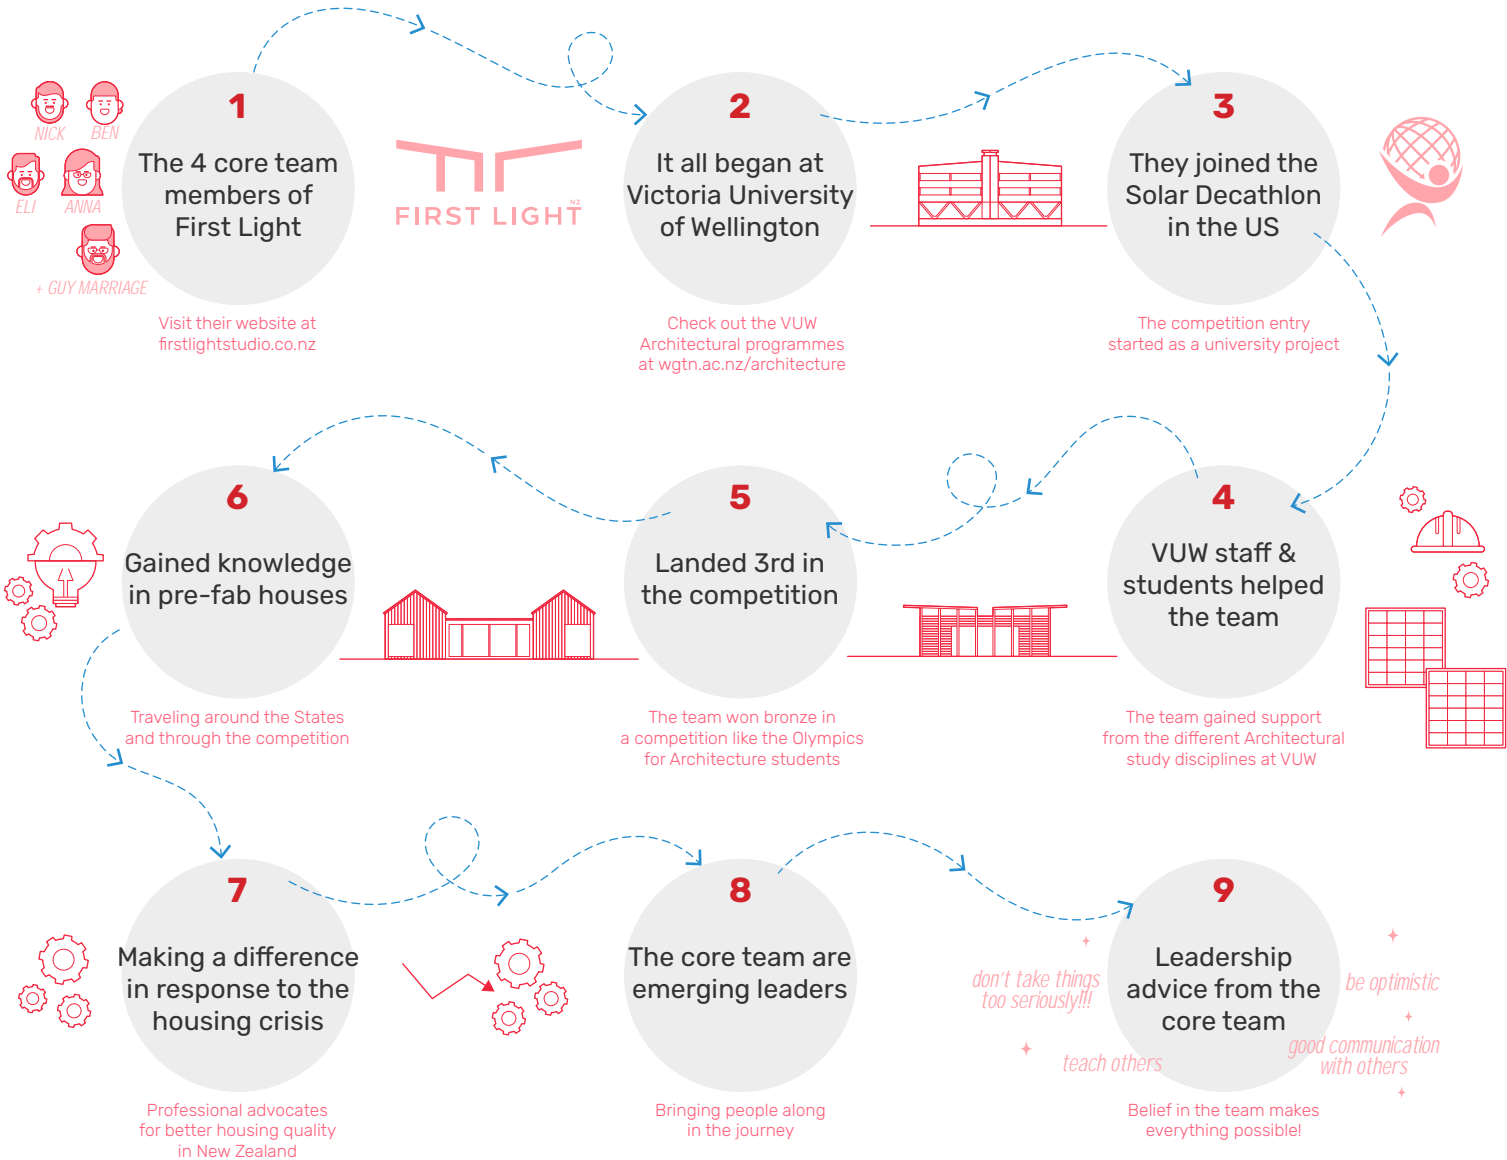 1
The 4 core team
members of
First Light
NICK
BEN
ELI
ANNA
+ GUY MARRIAGE
Visit their website at
firstlightstudio.co.nz
FIRST LIGHT NZ
2
It all began at
Victoria University
of Wellington
Check out the VUW
Architectural programmes
at wgtn.ac.nz/architecture
3
They joined the
Solar Decathlon
in the US
The competition entry
started as a university project
4
VUW staff &
students helped
the team
The team gained support
from the different Architectural
study disciplines at VUW
5
Landed 3rd in
the competition
The team won bronze in
a competition like the Olympics
for Architecture students
6
Gained knowledge
in pre-fab houses
Traveling around the States
and through the competition
7
Making a difference
in response to the
housing crisis
Professional advocates
for better housing quality
in New Zealand
8
The core team are
emerging leaders
Bringing people along
in the journey
9
Leadership
advice from the
core team
don't take things
too seriously!!!
teach others
be optimistic
good communication
with others
Belief in the team makes
everything possible!